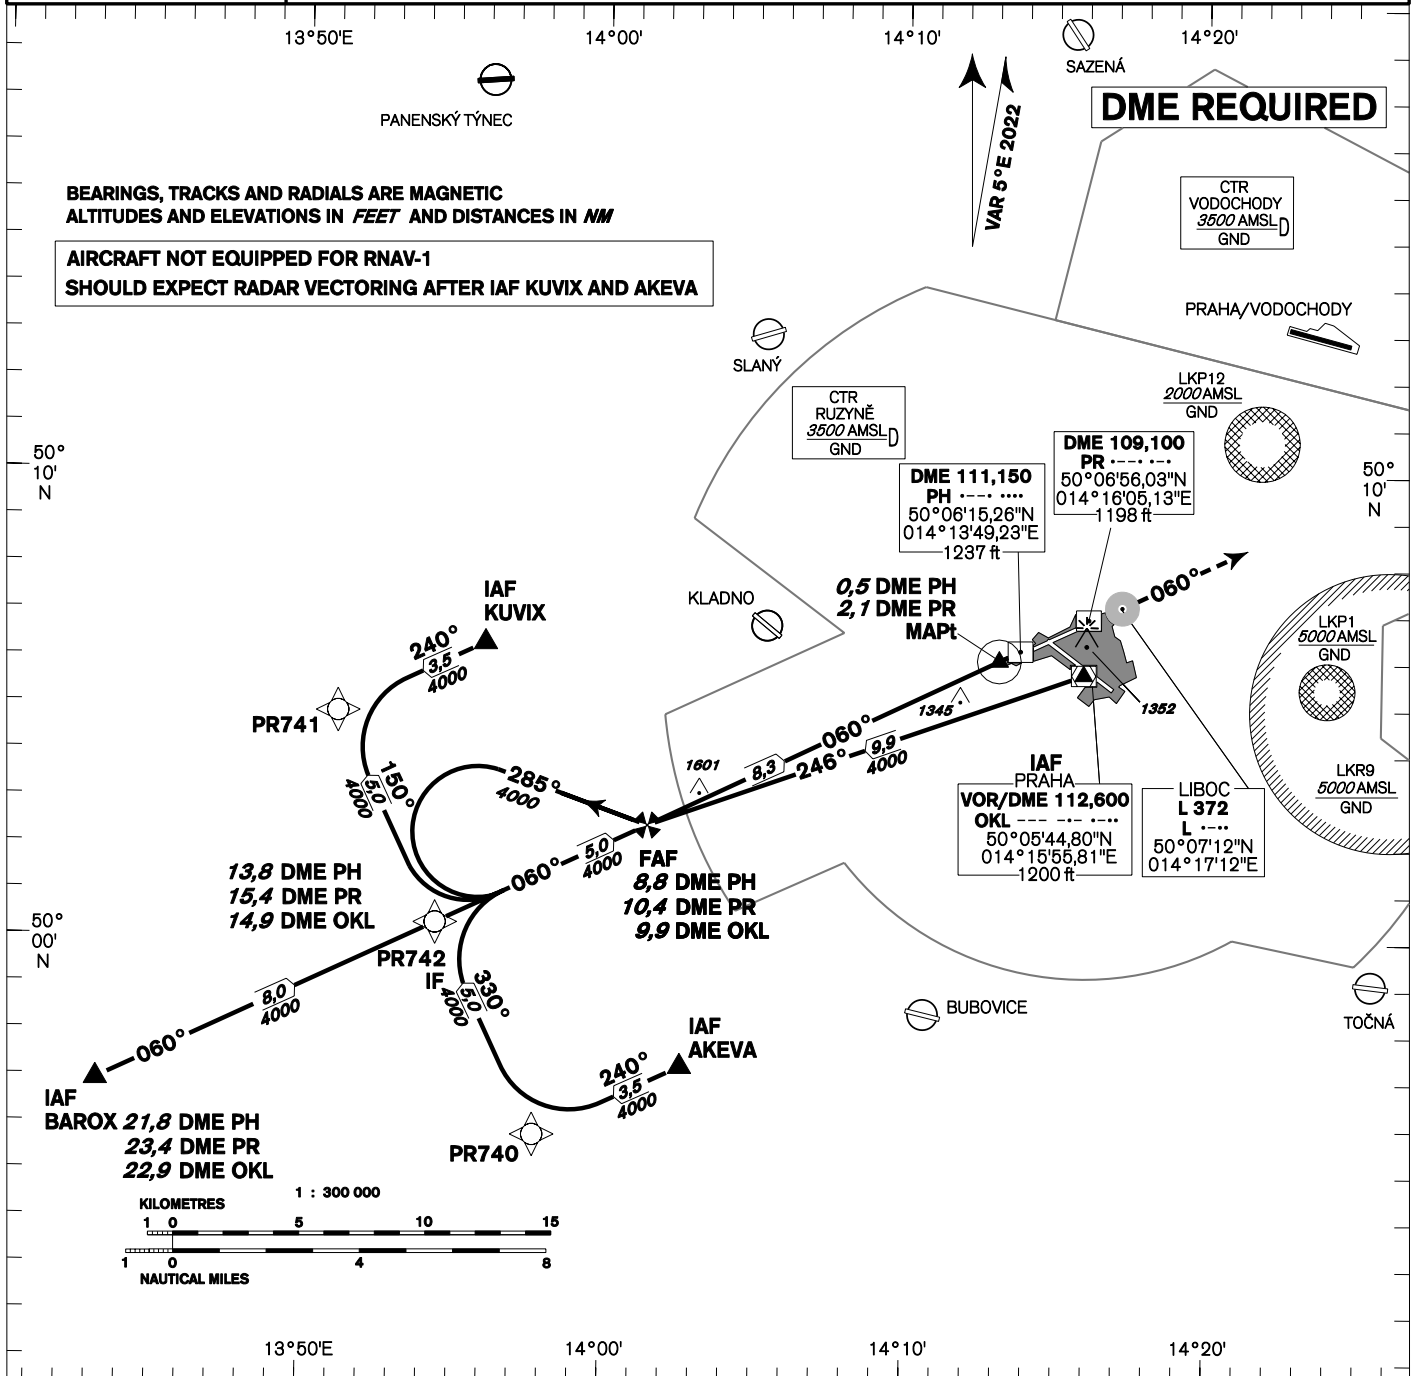 13°50'E
14°00'
14°10'
14°20'
SAZENÁ
PANENSKÝ TÝNEC
DME REQUIRED
VAR 5°E 2022
BEARINGS, TRACKS AND RADIALS ARE MAGNETIC
ALTITUDES AND ELEVATIONS IN FEET AND DISTANCES IN NM
AIRCRAFT NOT EQUIPPED FOR RNAV-1
SHOULD EXPECT RADAR VECTORING AFTER IAF KUVIX AND AKEVA
CTR
VODOCHODY
3500 AMSL D
GND
PRAHA/VODOCHODY
SLANÝ
LKP12
2000 AMSL
GND
CTR
RUZYNĚ
3500 AMSL D
GND
50°
10'
N
50°
10'
N
DME 109,100
PR ·--· ·-·
50°06'56,03"N
014°16'05,13"E
1198 ft
DME 111,150
PH ·--· ····
50°06'15,26"N
014°13'49,23"E
1237 ft
060°
0,5 DME PH
2,1 DME PR
MAPt
KLADNO
IAF
KUVIX
240°
3,5
4000
LKP1
5000 AMSL
GND
PR741
1345
1352
060°
246°
9,9
4000
8,3
1601
285°
4000
150°
5,0
4000
LKR9
5000 AMSL
GND
IAF
PRAHA
VOR/DME 112,600
OKL --- -·- ·-··
50°05'44,80"N
014°15'55,81"E
1200 ft
LIBOC
L 372
L ·-··
50°07'12"N
014°17'12"E
060°
5,0
4000
FAF
8,8 DME PH
10,4 DME PR
9,9 DME OKL
13,8 DME PH
15,4 DME PR
14,9 DME OKL
50°
00'
N
PR742
IF
330°
5,0
4000
8,0
4000
060°
BUBOVICE
TOČNÁ
IAF
AKEVA
240°
3,5
4000
IAF
BAROX 21,8 DME PH
23,4 DME PR
22,9 DME OKL
PR740
1 : 300 000
KILOMETRES
1 0 5 10 15
1 0 4 8
NAUTICAL MILES
13°50'E
14°00'
14°10'
14°20'